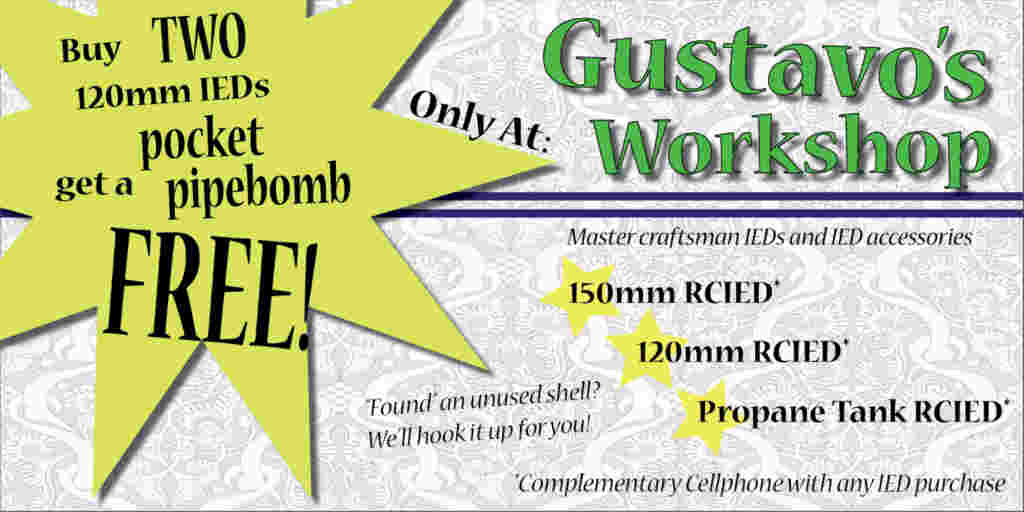 Buy TWO
120mm IEDs
pocket
get a pipebomb
FREE!
Only At:
Gustavo's
Workshop
Master craftsman IEDs and IED accessories
150mm RCIED*
120mm RCIED*
Propane Tank RCIED*
"Found" an unused shell?
We'll hook it up for you!
*Complementary Cellphone with any IED purchase